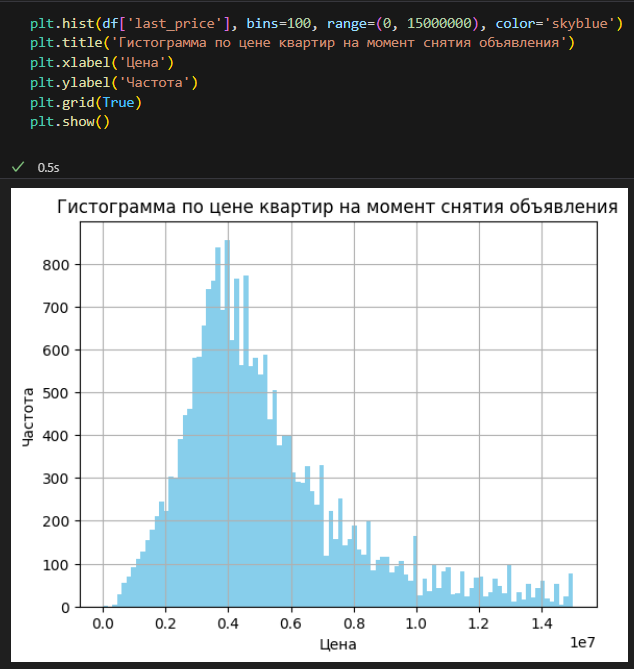 plt.hist(df['last_price'], bins=100, range=(0, 15000000), color='skyblue')
plt.title('Гистограмма по цене квартир на момент снятия объявления')
plt.xlabel('Цена')
plt.ylabel('Частота')
plt.grid(True)
plt.show()
0.5s
Гистограмма по цене квартир на момент снятия объявления
800
700
600
500
400
300
200
100
0
Частота
0.0 0.2 0.4 0.6 0.8 1.0 1.2 1.4
1e7
Цена